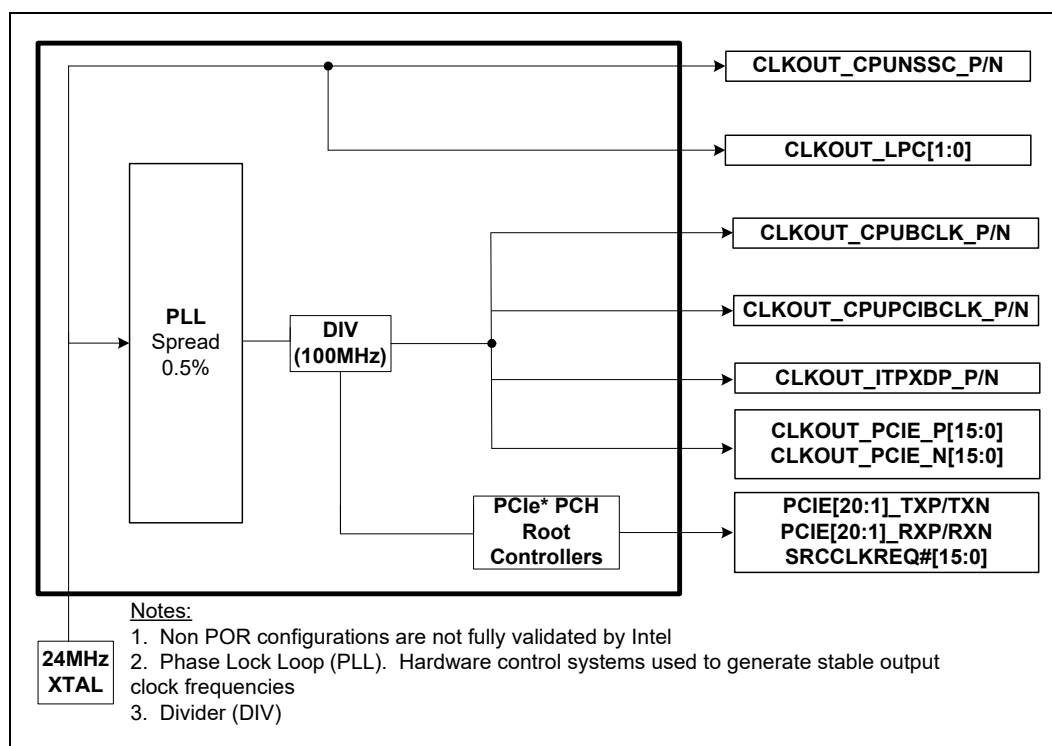 CLKOUT_CPUNSSC_P/N
CLKOUT_LPC[1:0]
CLKOUT_CPUBCLK_P/N
PLL
Spread
0.5%
DIV
(100MHz)
CLKOUT_CPUPCIBCLK_P/N
CLKOUT_ITPXDP_P/N
CLKOUT_PCIE_P[15:0]
CLKOUT_PCIE_N[15:0]
PCIe* PCH
Root
Controllers
PCIE[20:1]_TXP/TXN
PCIE[20:1]_RXP/RXN
SRCCLKREQ#[15:0]
24MHz
XTAL
Notes:
1. Non POR configurations are not fully validated by Intel
2. Phase Lock Loop (PLL). Hardware control systems used to generate stable output
clock frequencies
3. Divider (DIV)